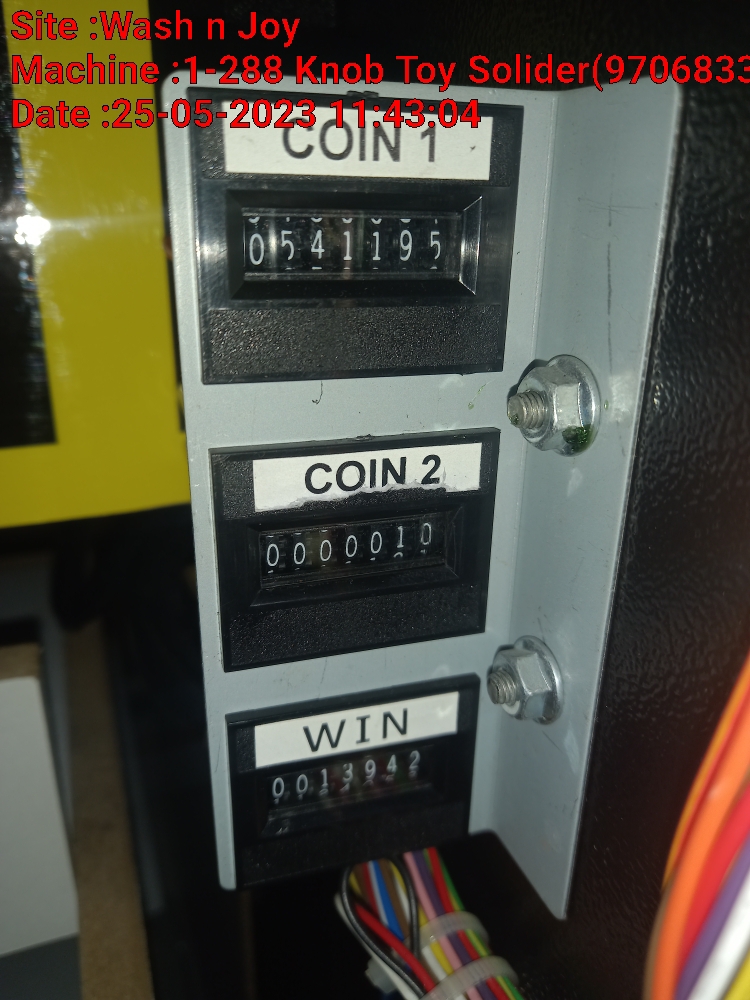 Site :Wash n Joy
Machine :1-288 Knob Toy Solider(9706833
Date :25-05-2023 11:43:04
COIN 1
0541195
COIN 2
0000010
WIN
0013942